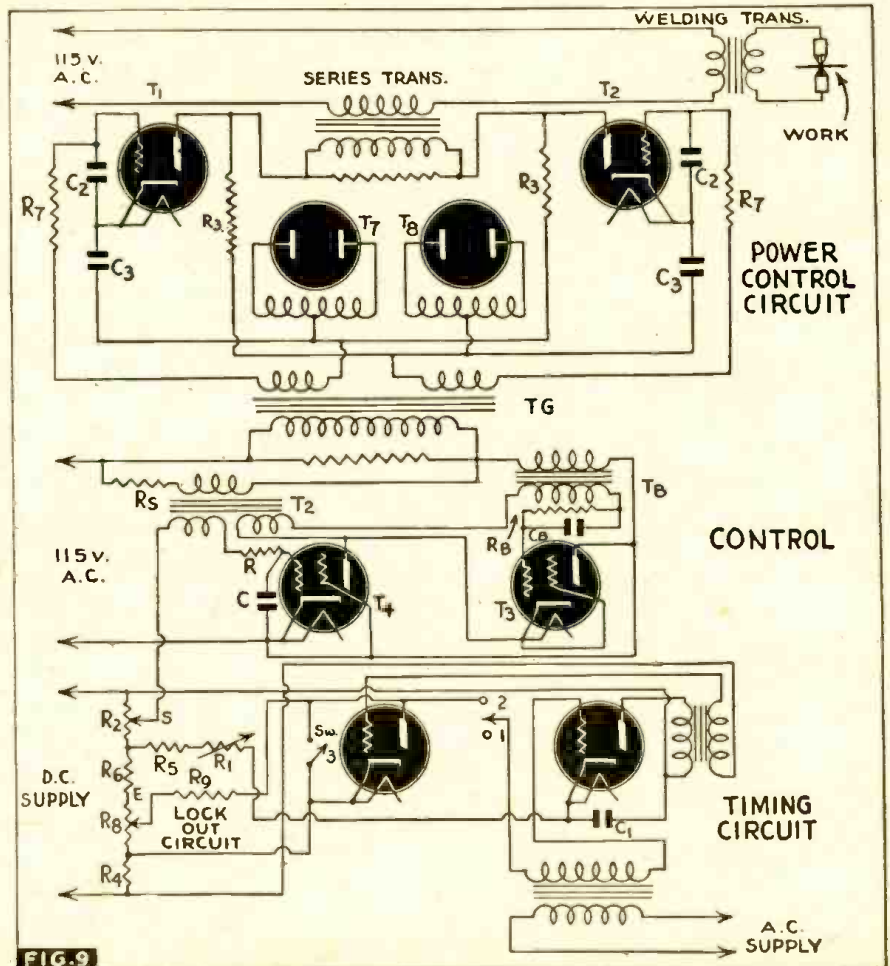 WELDING TRANS.
115 V.
A.C.
T1
SERIES TRANS.
T2
WORK
R7
C2
C3
R3
T7
T8
R3
C2
C3
R7
POWER
CONTROL
CIRCUIT
TG
RS
T2
TB
RB
CB
CONTROL
115 V.
A.C.
R
C
T4
T3
R2
S
R5
R1
Sw.
3
2
1
R6
E
R9
D.C.
SUPPLY
R8
LOCK
OUT
CIRCUIT
R4
C1
TIMING
CIRCUIT
A.C.
SUPPLY
FIG.9